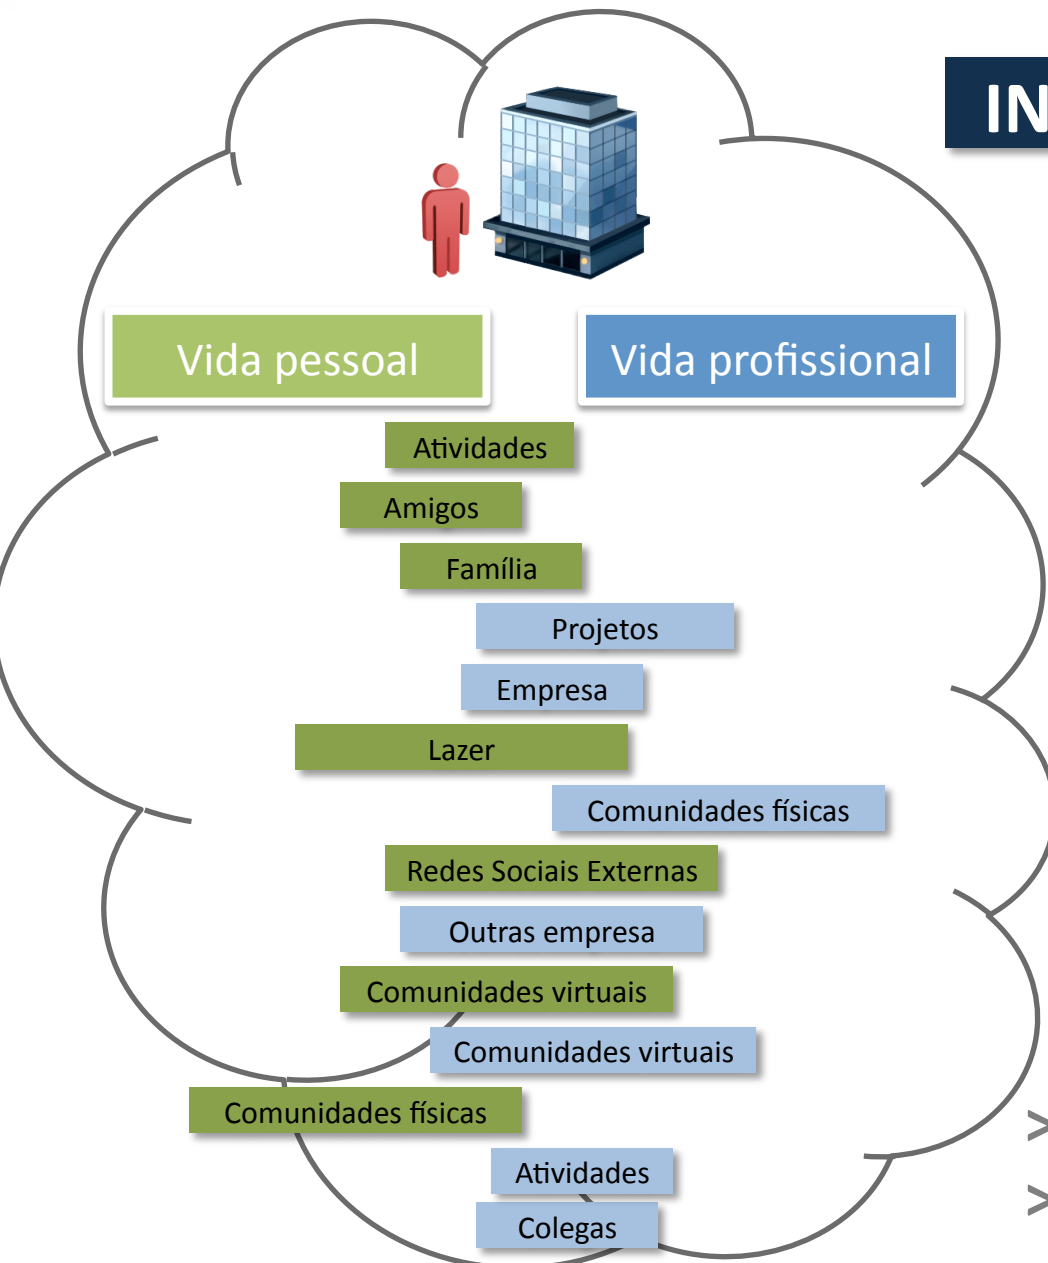 IN
Vida pessoal
Vida profissional
Atividades
Amigos
Família
Projetos
Empresa
Lazer
Comunidades físicas
Redes Sociais Externas
Outras empresa
Comunidades virtuais
Comunidades virtuais
Comunidades físicas
>
Atividades
>
Colegas